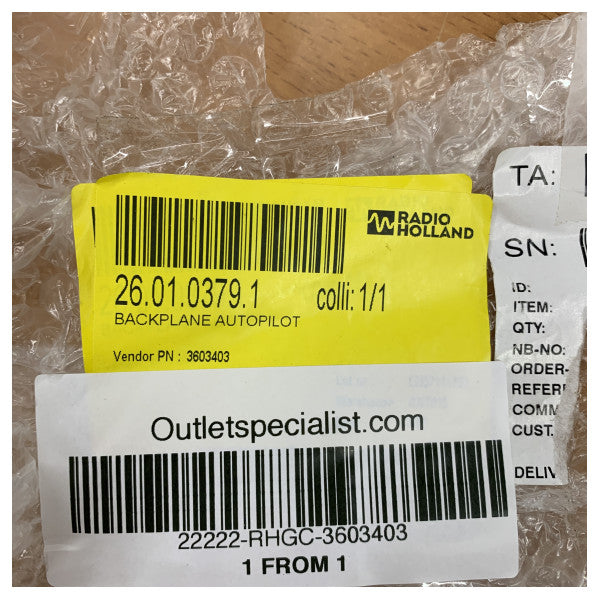 RADIO
HOLLAND
26.01.0379.1 colli: 1/1
BACKPLANE AUTOPILOT
Vendor PN : 3603403
Outletspecialist.com
22222-RHGC-3603403
1 FROM 1
TA:
SN:
ID:
ITEM:
QTY:
NB-NO:
ORDER-
REFER
COMM
CUST.
DELIV